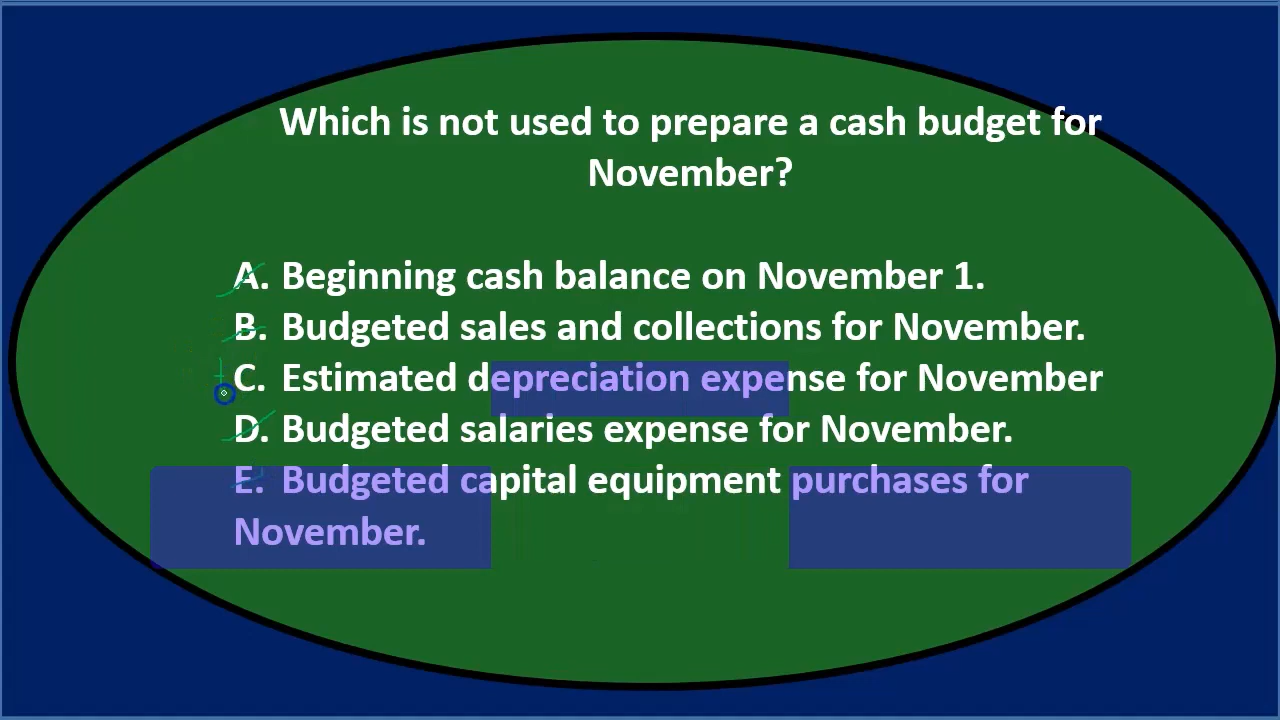 Which is not used to prepare a cash budget for
November?
A. Beginning cash balance on November 1.
B. Budgeted sales and collections for November.
C. Estimated depreciation expense for November
D. Budgeted salaries expense for November.
E. Budgeted capital equipment purchases for
November.